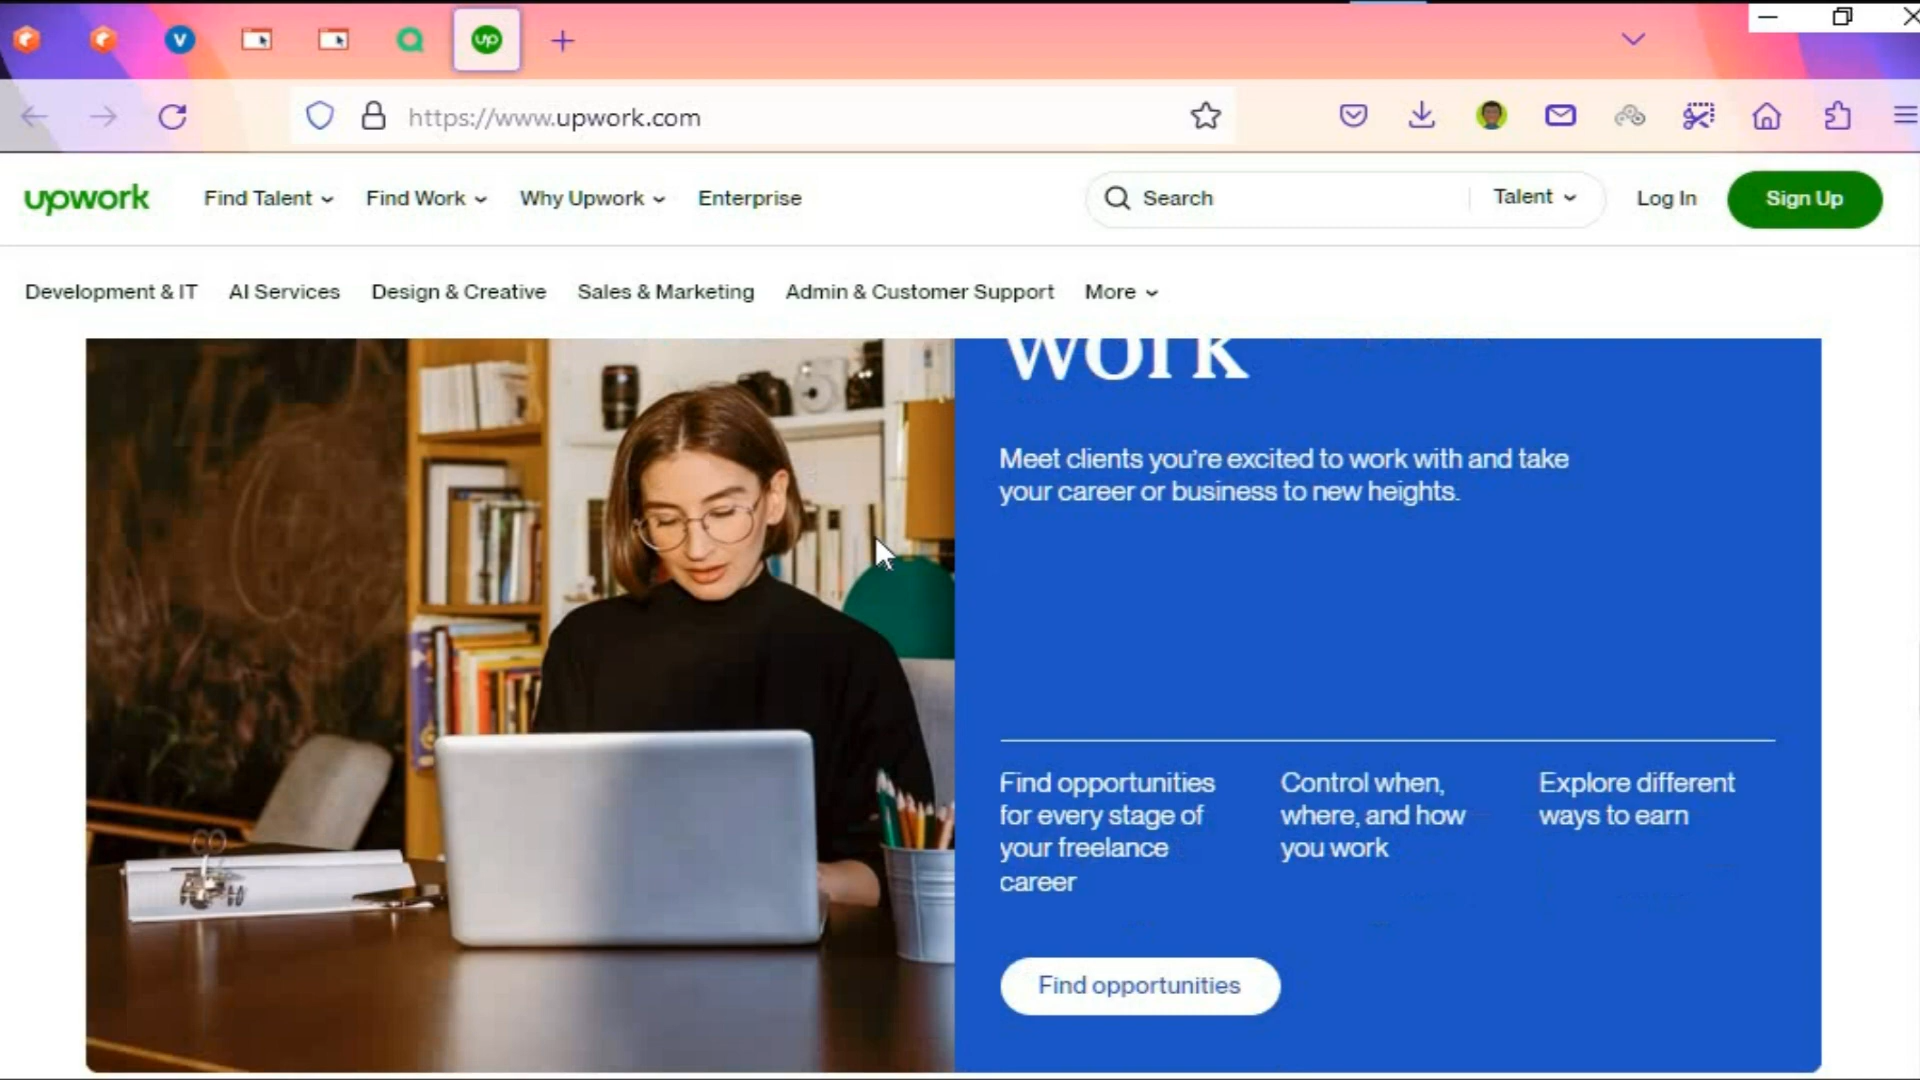 https://www.upwork.com
upwork
Find Talent
Find Work
Why Upwork
Enterprise
Search
Talent
Log In
Sign Up
Development & IT
AI Services
Design & Creative
Sales & Marketing
Admin & Customer Support
More
work
Meet clients you're excited to work with and take
your career or business to new heights.
Find opportunities
for every stage of
your freelance
career
Control when,
where, and how
you work
Explore different
ways to earn
Find opportunities